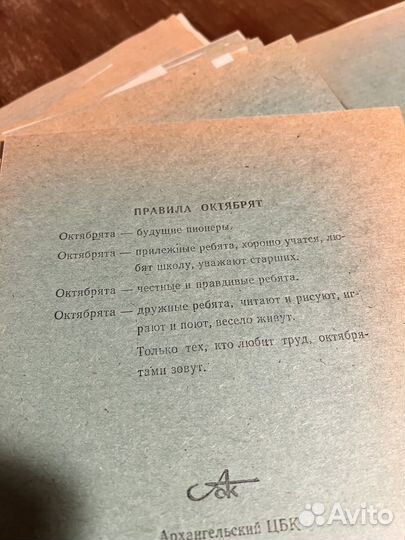 ПРАВИЛА ОКТЯБРЯТ
Октябрята — будущие пионеры.
Октябрята — прилежные ребята, хорошо учатся, лю-
бят школу, уважают старших.
Октябрята — честные и правдивые ребята.
Октябрята — дружные ребята, читают и рисуют, иг-
рают и поют, весело живут.
Только тех, кто любит труд, октября-
тами зовут.
Архангельский ЦБК
Avito